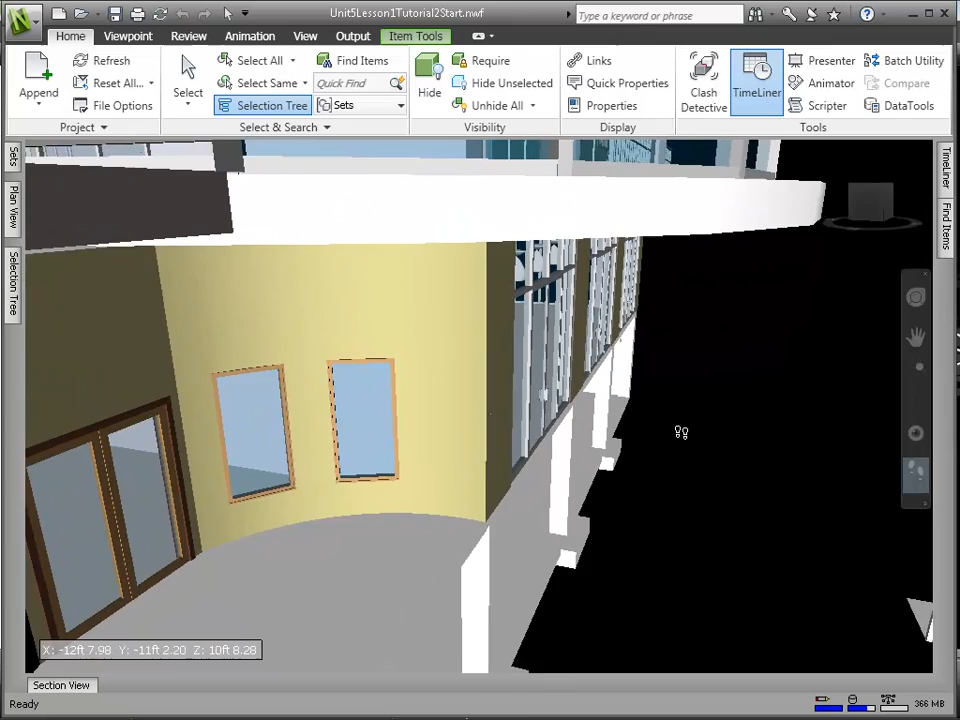 Unit5Lesson1Tutorial2Start.nwf
Type a keyword or phrase
Home Viewpoint Review Animation View Output Item Tools
Append
Refresh
Reset All...
File Options
Project
Select
Select All
Select Same
Selection Tree
Find Items
Quick Find
Sets
Select & Search
Hide
Require
Hide Unselected
Unhide All
Visibility
Links
Quick Properties
Properties
Display
Clash Detective
TimeLiner
Presenter
Animator
Scripter
Batch Utility
Compare
DataTools
Tools
Sets
Plan View
Selection Tree
TimeLiner
Find Items
X: -12ft 7.98 Y: -11ft 2.20 Z: 10ft 8.28
Section View
Ready
366 MB